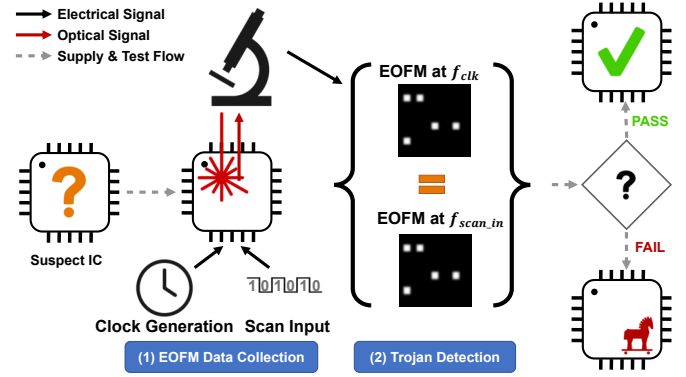 Electrical Signal
Optical Signal
Supply & Test Flow
EOFM at f_clk
PASS
?
?
=
EOFM at f_scan_in
FAIL
Suspect IC
101010
Clock Generation
Scan Input
(1) EOFM Data Collection
(2) Trojan Detection